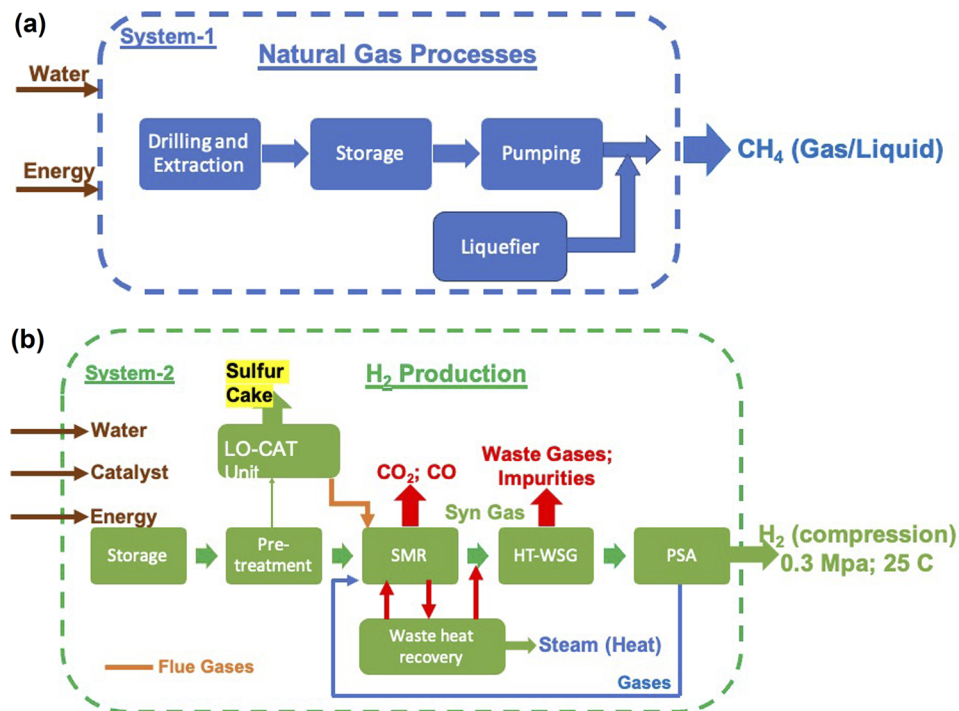 (a)
System-1
Natural Gas Processes
Water
Energy
Drilling and
Extraction
Storage
Pumping
Liquefier
CH₄ (Gas/Liquid)
(b)
System-2
H₂ Production
Sulfur
Cake
Water
Catalyst
Energy
LO-CAT
Unit
CO₂; CO
Waste Gases;
Impurities
Syn Gas
Storage
Pre-
treatment
SMR
HT-WSG
PSA
H₂ (compression)
0.3 Mpa; 25 C
Waste heat
recovery
Steam (Heat)
Flue Gases
Gases